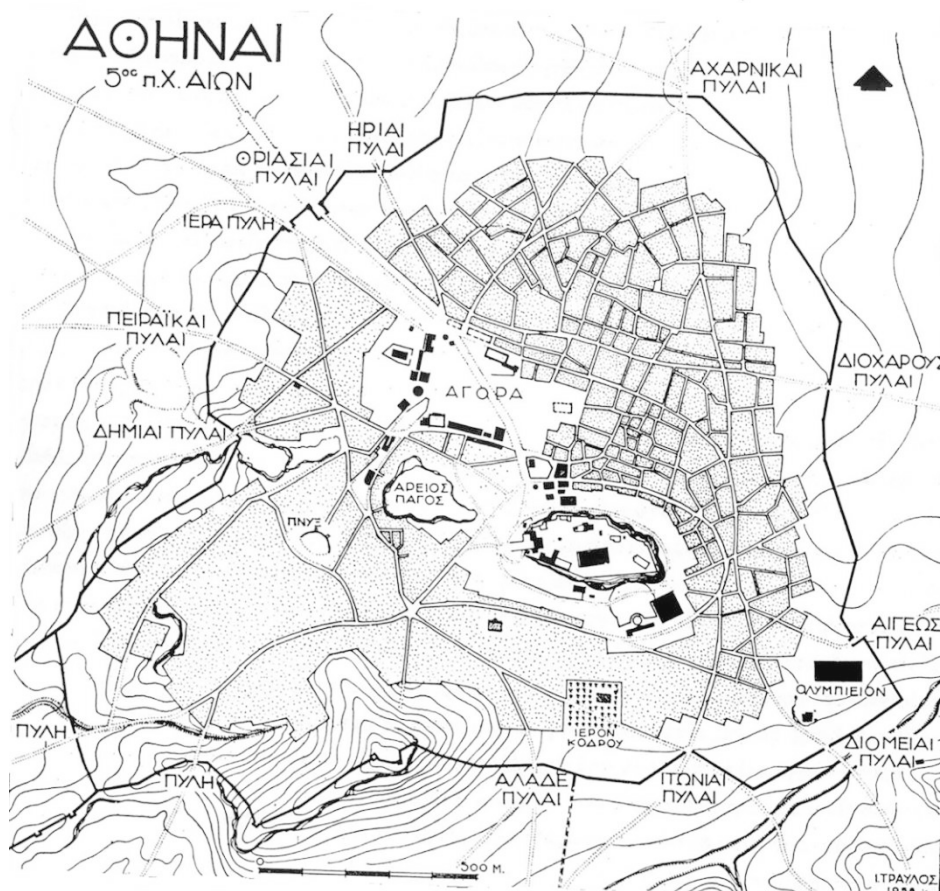 ΑΘΗΝΑΙ
5ος π.Χ. ΑΙΩΝ
ΑΧΑΡΝΙΚΑΙ
ΠΥΛΑΙ
ΗΡΙΑΙ
ΠΥΛΑΙ
ΘΡΙΑΣΙΑΙ
ΠΥΛΑΙ
ΙΕΡΑ ΠΥΛΗ
ΠΕΙΡΑΪΚΑΙ
ΠΥΛΑΙ
ΔΙΟΧΑΡΟΥΣ
ΠΥΛΑΙ
ΑΓΟΡΑ
ΔΗΜΙΑΙ ΠΥΛΑΙ
ΑΡΕΙΟΣ
ΠΑΓΟΣ
ΠΝΥΞ
ΑΙΓΕΩΣ
ΠΥΛΑΙ
ΟΛΥΜΠΙΕΙΟΝ
ΙΕΡΟΝ
ΚΟΔΡΟΥ
ΠΥΛΗ
ΔΙΟΜΕΙΑΙ
ΠΥΛΑΙ
ΠΥΛΗ
ΑΛΑΔΕ
ΠΥΛΑΙ
ΙΤΩΝΙΑΙ
ΠΥΛΑΙ
0
500 Μ.
Ι.ΤΡΑΥΛΟΣ